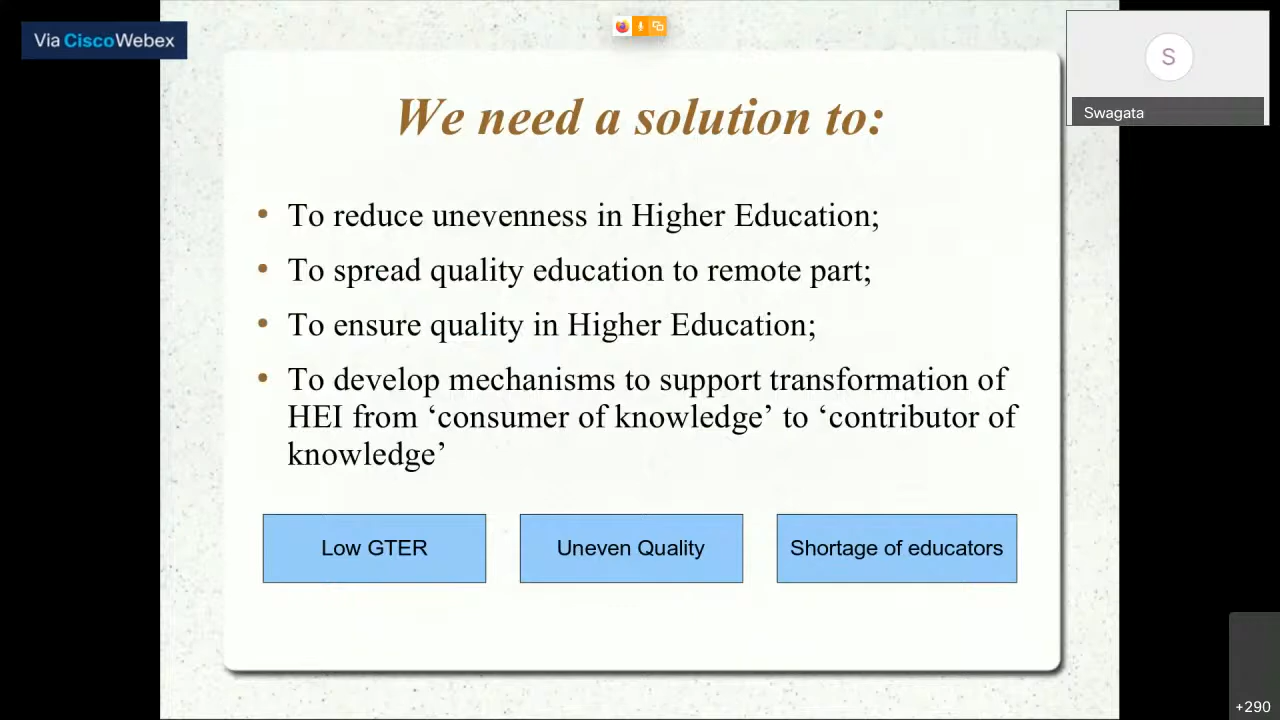 Via CiscoWebex
S
Swagata
We need a solution to:
• To reduce unevenness in Higher Education;
• To spread quality education to remote part;
• To ensure quality in Higher Education;
• To develop mechanisms to support transformation of
HEI from ‘consumer of knowledge’ to ‘contributor of
knowledge’
Low GTER
Uneven Quality
Shortage of educators
+290